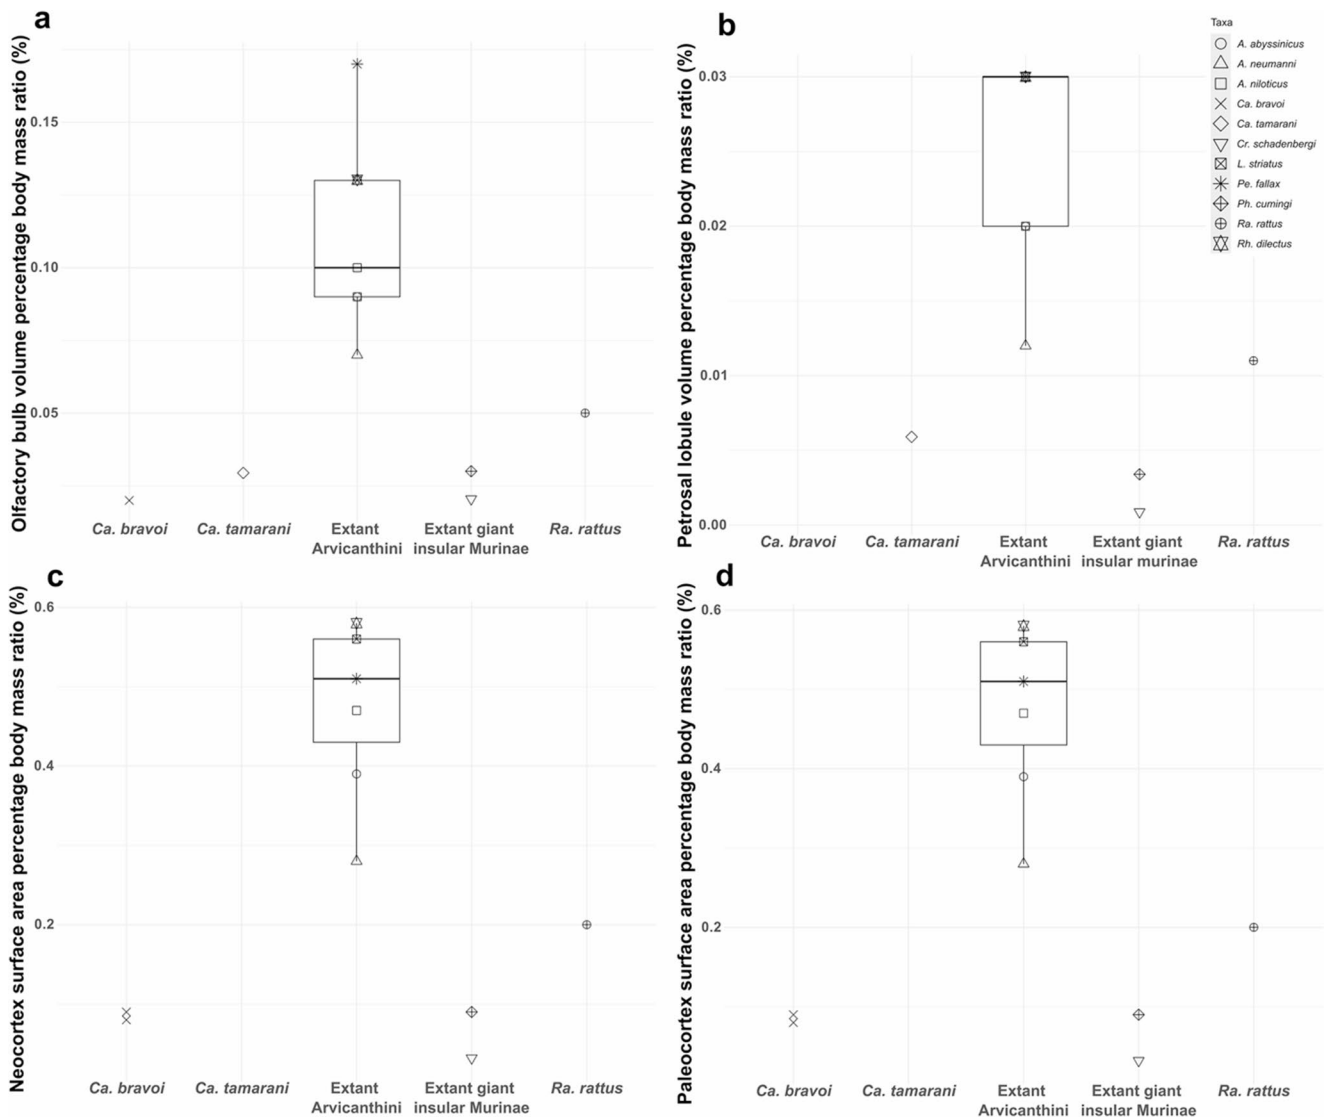 a
Olfactory bulb volume percentage body mass ratio (%)
0.15
0.10
0.05
Ca. bravoi
Ca. tamarani
Extant
Arvicanthini
Extant giant
insular Murinae
Ra. rattus
b
Petrosal lobule volume percentage body mass ratio (%)
0.03
0.02
0.01
0.00
Ca. bravoi
Ca. tamarani
Extant
Arvicanthini
Extant giant
insular murinae
Ra. rattus
Taxa
A. abyssinicus
A. neumanni
A. niloticus
Ca. bravoi
Ca. tamarani
Cr. schadenbergi
L. striatus
Pe. fallax
Ph. cumingi
Ra. rattus
Rh. dilectus
c
Neocortex surface area percentage body mass ratio (%)
0.6
0.4
0.2
Ca. bravoi
Ca. tamarani
Extant
Arvicanthini
Extant giant
insular Murinae
Ra. rattus
d
Paleocortex surface area percentage body mass ratio (%)
0.6
0.4
0.2
Ca. bravoi
Ca. tamarani
Extant
Arvicanthini
Extant giant
insular Murinae
Ra. rattus